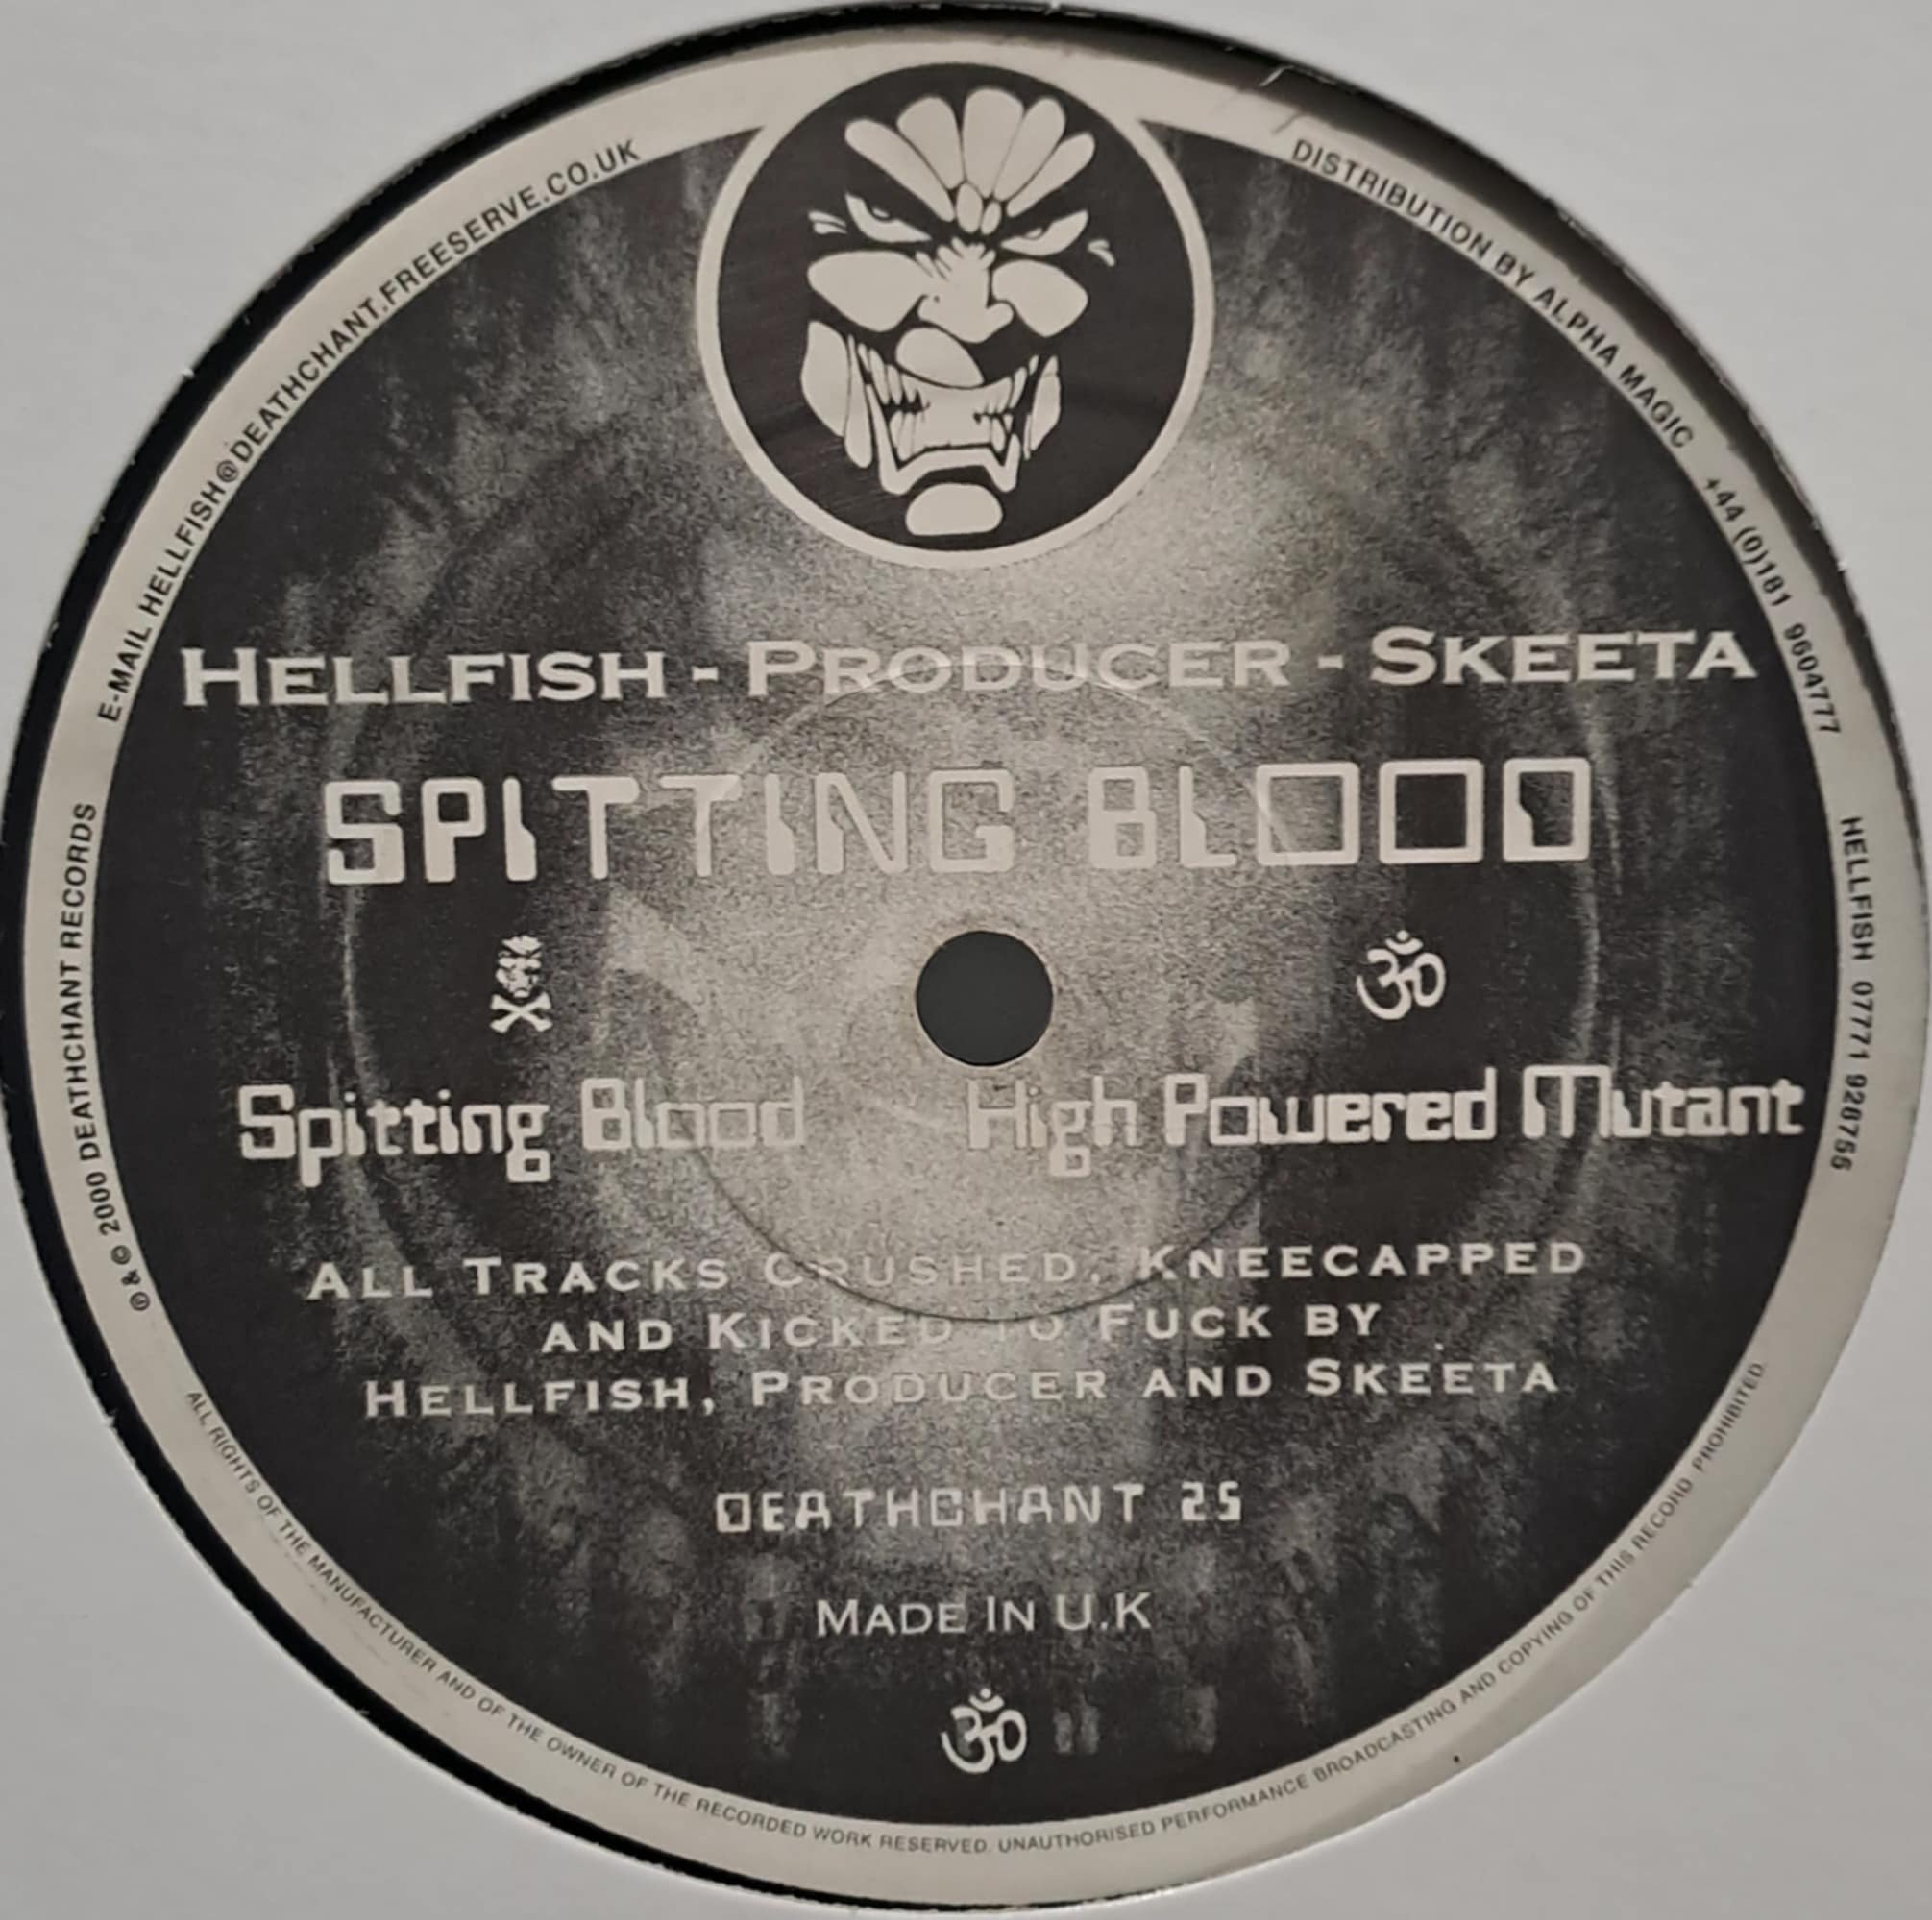 E-MAIL HELLFISH@DEATHCHANT.FREESERVE.CO.UK
DISTRIBUTION BY ALPHA MAGIC +44 (0)181 9604777
HELLFISH 07771 928755
HELLFISH - PRODUCER - SKEETA
SPITTING BLOOD
ॐ
Spitting Blood High Powered Mutant
ALL TRACKS CRUSHED, KNEECAPPED
AND KICKED TO FUCK BY
HELLFISH, PRODUCER AND SKEETA
DEATHCHANT 25
MADE IN U.K
ॐ
℗ & © 2000 DEATHCHANT RECORDS
ALL RIGHTS OF THE MANUFACTURER AND OF THE OWNER OF THE RECORDED WORK RESERVED. UNAUTHORISED PERFORMANCE BROADCASTING AND COPYING OF THIS RECORD PROHIBITED.